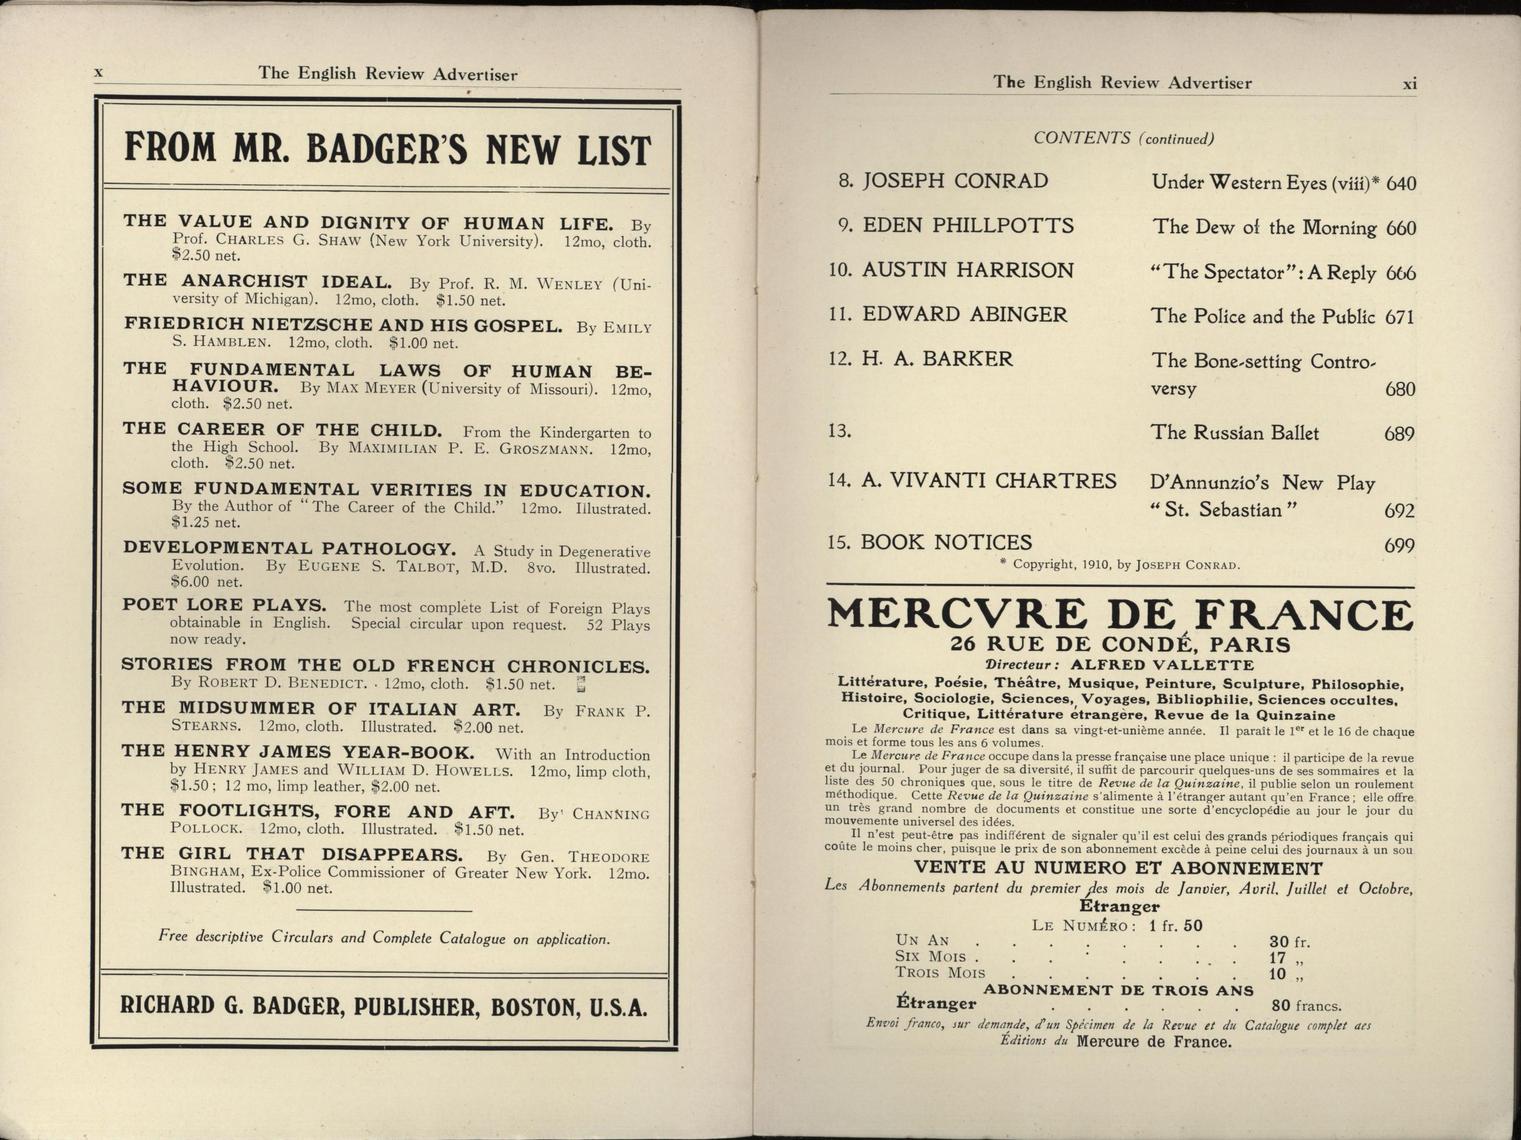 x
The English Review Advertiser
FROM MR. BADGER'S NEW LIST
THE VALUE AND DIGNITY OF HUMAN LIFE. By
Prof. CHARLES G. SHAW (New York University). 12mo, cloth.
$2.50 net.
THE ANARCHIST IDEAL. By Prof. R. M. WENLEY (Uni-
versity of Michigan). 12mo, cloth. $1.50 net.
FRIEDRICH NIETZSCHE AND HIS GOSPEL. By EMILY
S. HAMBLEN. 12mo, cloth. $1.00 net.
THE FUNDAMENTAL LAWS OF HUMAN BE-
HAVIOUR. By MAX MEYER (University of Missouri). 12mo,
cloth. $2.50 net.
THE CAREER OF THE CHILD. From the Kindergarten to
the High School. By MAXIMILIAN P. E. GROSZMANN. 12mo,
cloth. $2.50 net.
SOME FUNDAMENTAL VERITIES IN EDUCATION.
By the Author of "The Career of the Child." 12mo. Illustrated.
$1.25 net.
DEVELOPMENTAL PATHOLOGY. A Study in Degenerative
Evolution. By EUGENE S. TALBOT, M.D. 8vo. Illustrated.
$6.00 net.
POET LORE PLAYS. The most complete List of Foreign Plays
obtainable in English. Special circular upon request. 52 Plays
now ready.
STORIES FROM THE OLD FRENCH CHRONICLES.
By ROBERT D. BENEDICT. 12mo, cloth. $1.50 net.
THE MIDSUMMER OF ITALIAN ART. By FRANK P.
STEARNS. 12mo, cloth. Illustrated. $2.00 net.
THE HENRY JAMES YEAR-BOOK. With an Introduction
by HENRY JAMES and WILLIAM D. HOWELLS. 12mo, limp cloth,
$1.50; 12 mo, limp leather, $2.00 net.
THE FOOTLIGHTS, FORE AND AFT. By CHANNING
POLLOCK. 12mo, cloth. Illustrated. $1.50 net.
THE GIRL THAT DISAPPEARS. By Gen. THEODORE
BINGHAM, Ex-Police Commissioner of Greater New York. 12mo.
Illustrated. $1.00 net.
Free descriptive Circulars and Complete Catalogue on application.
RICHARD G. BADGER, PUBLISHER, BOSTON, U.S.A.
The English Review Advertiser
xi
CONTENTS (continued)
8. JOSEPH CONRAD Under Western Eyes (viii)* 640
9. EDEN PHILLPOTTS The Dew of the Morning 660
10. AUSTIN HARRISON "The Spectator": A Reply 666
11. EDWARD ABINGER The Police and the Public 671
12. H. A. BARKER The Bone-setting Contro-
versy 680
13. The Russian Ballet 689
14. A. VIVANTI CHARTRES D'Annunzio's New Play
"St. Sebastian" 692
15. BOOK NOTICES 699
* Copyright, 1910, by JOSEPH CONRAD.
MERCVRE DE FRANCE
26 RUE DE CONDÉ, PARIS
Directeur: ALFRED VALLETTE
Littérature, Poésie, Théâtre, Musique, Peinture, Sculpture, Philosophie,
Histoire, Sociologie, Sciences, Voyages, Bibliophilie, Sciences occultes,
Critique, Littérature étrangère, Revue de la Quinzaine
Le Mercure de France est dans sa vingt-et-unième année. Il paraît le 1er et le 16 de chaque
mois et forme tous les ans 6 volumes.
Le Mercure de France occupe dans la presse française une place unique : il participe de la revue
et du journal. Pour juger de sa diversité, il suffit de parcourir quelques-uns de ses sommaires et la
liste des 50 chroniques que, sous le titre de Revue de la Quinzaine, il publie selon un roulement
méthodique. Cette Revue de la Quinzaine s'alimente à l'étranger autant qu'en France; elle offre
un très grand nombre de documents et constitue une sorte d'encyclopédie au jour le jour du
mouvement universel des idées.
Il n'est peut-être pas indifférent de signaler qu'il est celui des grands périodiques français qui
coûte le moins cher, puisque le prix de son abonnement excède à peine celui des journaux à un sou
VENTE AU NUMERO ET ABONNEMENT
Les Abonnements partent du premier des mois de Janvier, Avril, Juillet et Octobre,
Étranger
LE NUMÉRO: 1 fr. 50
UN AN . . . . . . . 30 fr.
SIX MOIS . . . . . . . 17 „
TROIS MOIS . . . . . . 10 „
ABONNEMENT DE TROIS ANS
Étranger . . . . . . 80 francs.
Envoi franco, sur demande, d'un Spécimen de la Revue et du Catalogue complet des
Éditions du Mercure de France.